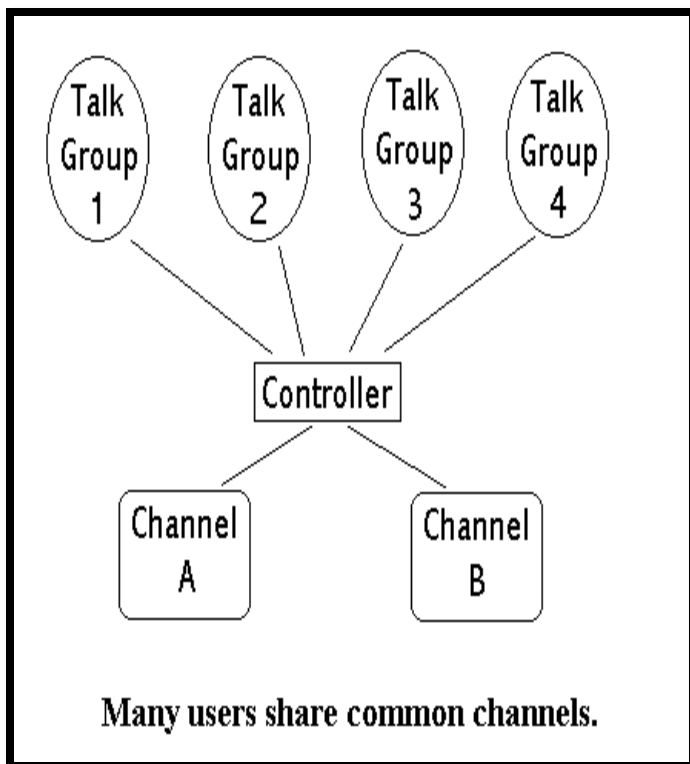 Talk
Group
1
Talk
Group
2
Talk
Group
3
Talk
Group
4
Controller
Channel
A
Channel
B
Many users share common channels.